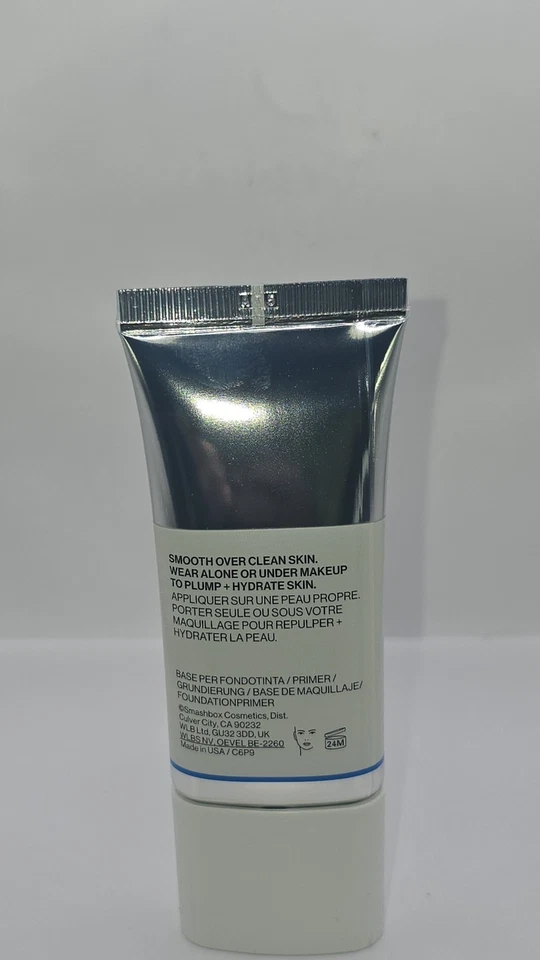 SMOOTH OVER CLEAN SKIN.
WEAR ALONE OR UNDER MAKEUP
TO PLUMP + HYDRATE SKIN.
APPLIQUER SUR UNE PEAU PROPRE.
PORTER SEULE OU SOUS VOTRE
MAQUILLAGE POUR REPULPER +
HYDRATER LA PEAU.
BASE PER FONDOTINTA / PRIMER /
GRUNDIERUNG / BASE DE MAQUILLAJE/
FOUNDATIONPRIMER
©Smashbox Cosmetics, Dist.
Culver City, CA 90232
WLB Ltd, GU32 3DD, UK
WLBS NV, OEVEL BE-2260
Made in USA / C6P9
24M